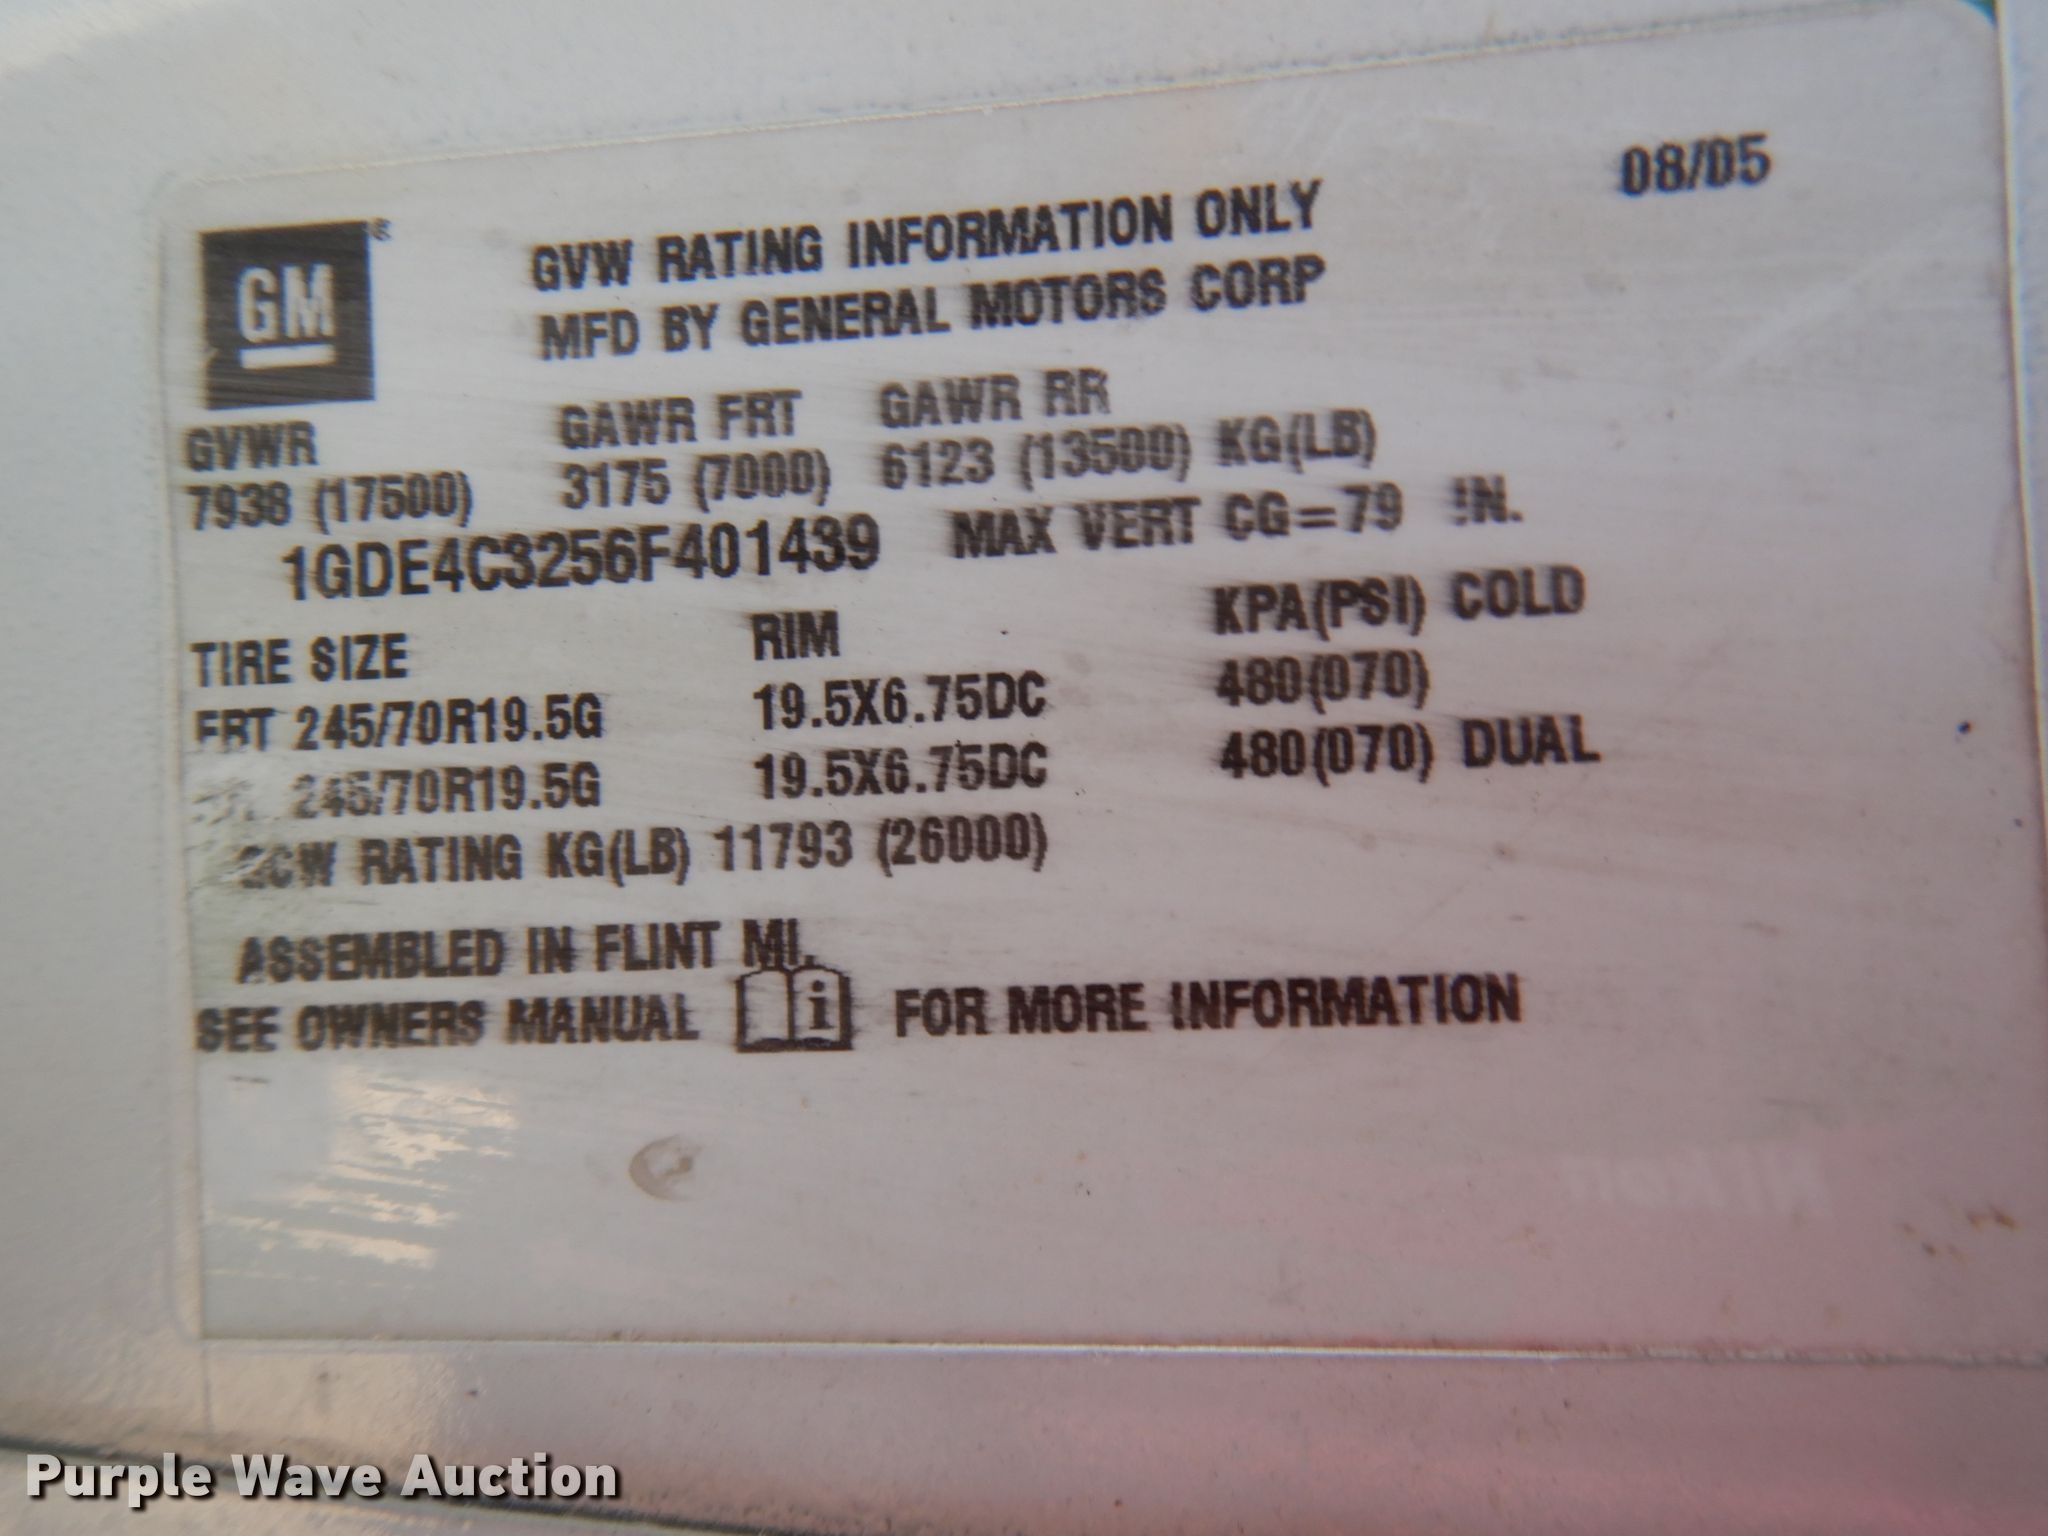 08/05
GM®
GVW RATING INFORMATION ONLY
MFD BY GENERAL MOTORS CORP
GVWR GAWR FRT GAWR RR
7938 (17500) 3175 (7000) 6123 (13500) KG(LB)
1GDE4C3256F401439 MAX VERT CG=79 IN.
TIRE SIZE RIM KPA(PSI) COLD
FRT 245/70R19.5G 19.5X6.75DC 480(070)
245/70R19.5G 19.5X6.75DC 480(070) DUAL
GCW RATING KG(LB) 11793 (26000)
ASSEMBLED IN FLINT MI.
SEE OWNERS MANUAL i FOR MORE INFORMATION
Purple Wave Auction